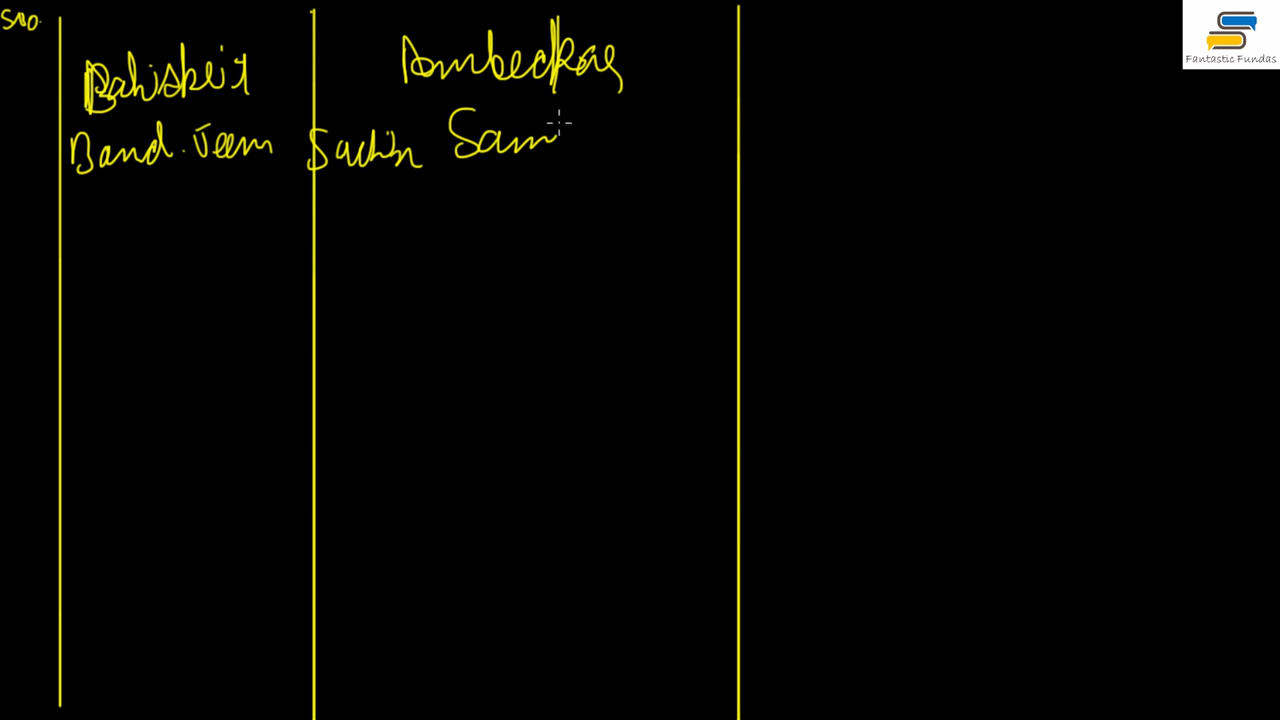 SNO.
Bahiskrit
Ambedkar
Band. Veem Sachin Sam
Fantastic Fundas